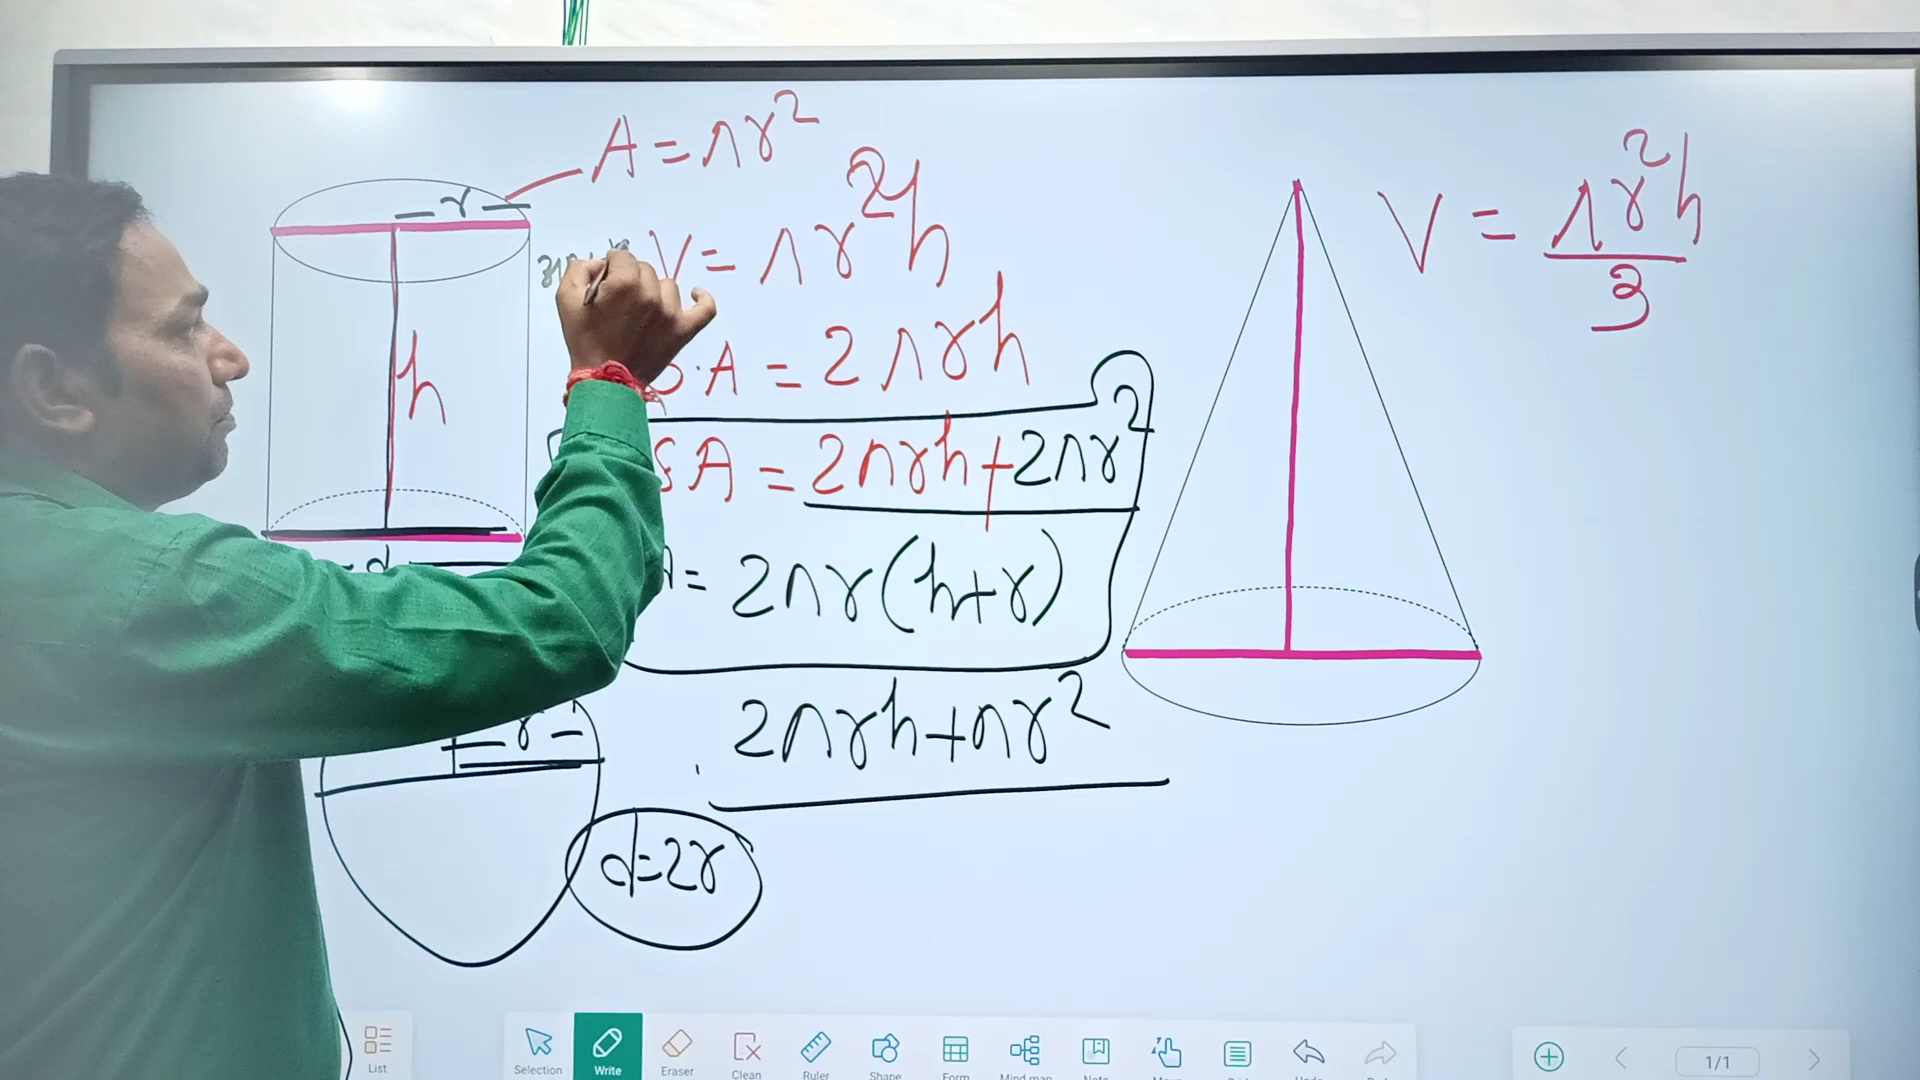 A = πr²
r
V = πr²h
h
S.A = 2πrh
SA = 2πrh + 2πr²
A = 2πr(h+r)
d
r
2πrh + πr²
d = 2r
V = πr²h
3
List
Selection
Write
Eraser
Clean
Ruler
Shape
Form
Mind map
1/1